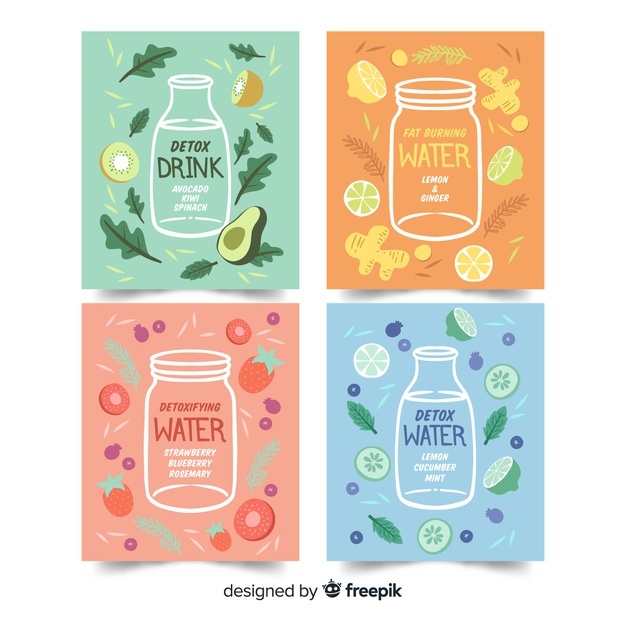 DETOX
DRINK
AVOCADO
KIWI
SPINACH
FAT BURNING
WATER
LEMON
&
GINGER
DETOXIFYING
WATER
STRAWBERRY
BLUEBERRY
ROSEMARY
DETOX
WATER
LEMON
CUCUMBER
MINT
designed by freepik